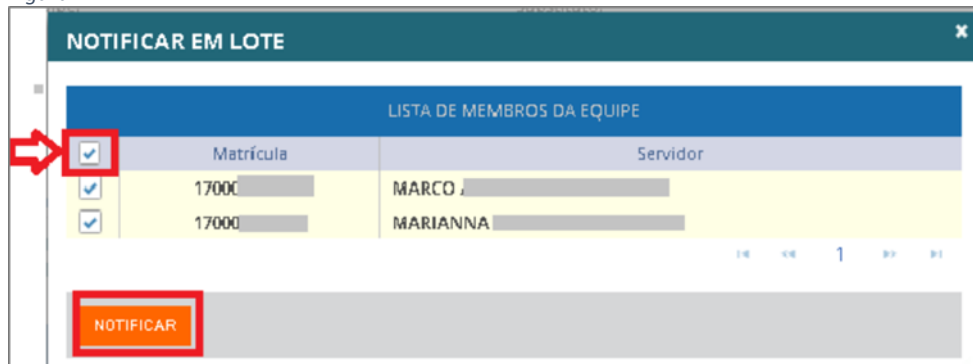 NOTIFICAR EM LOTE
LISTA DE MEMBROS DA EQUIPE
Matrícula Servidor
17000 MARCO
17000 MARIANNA
1
NOTIFICAR